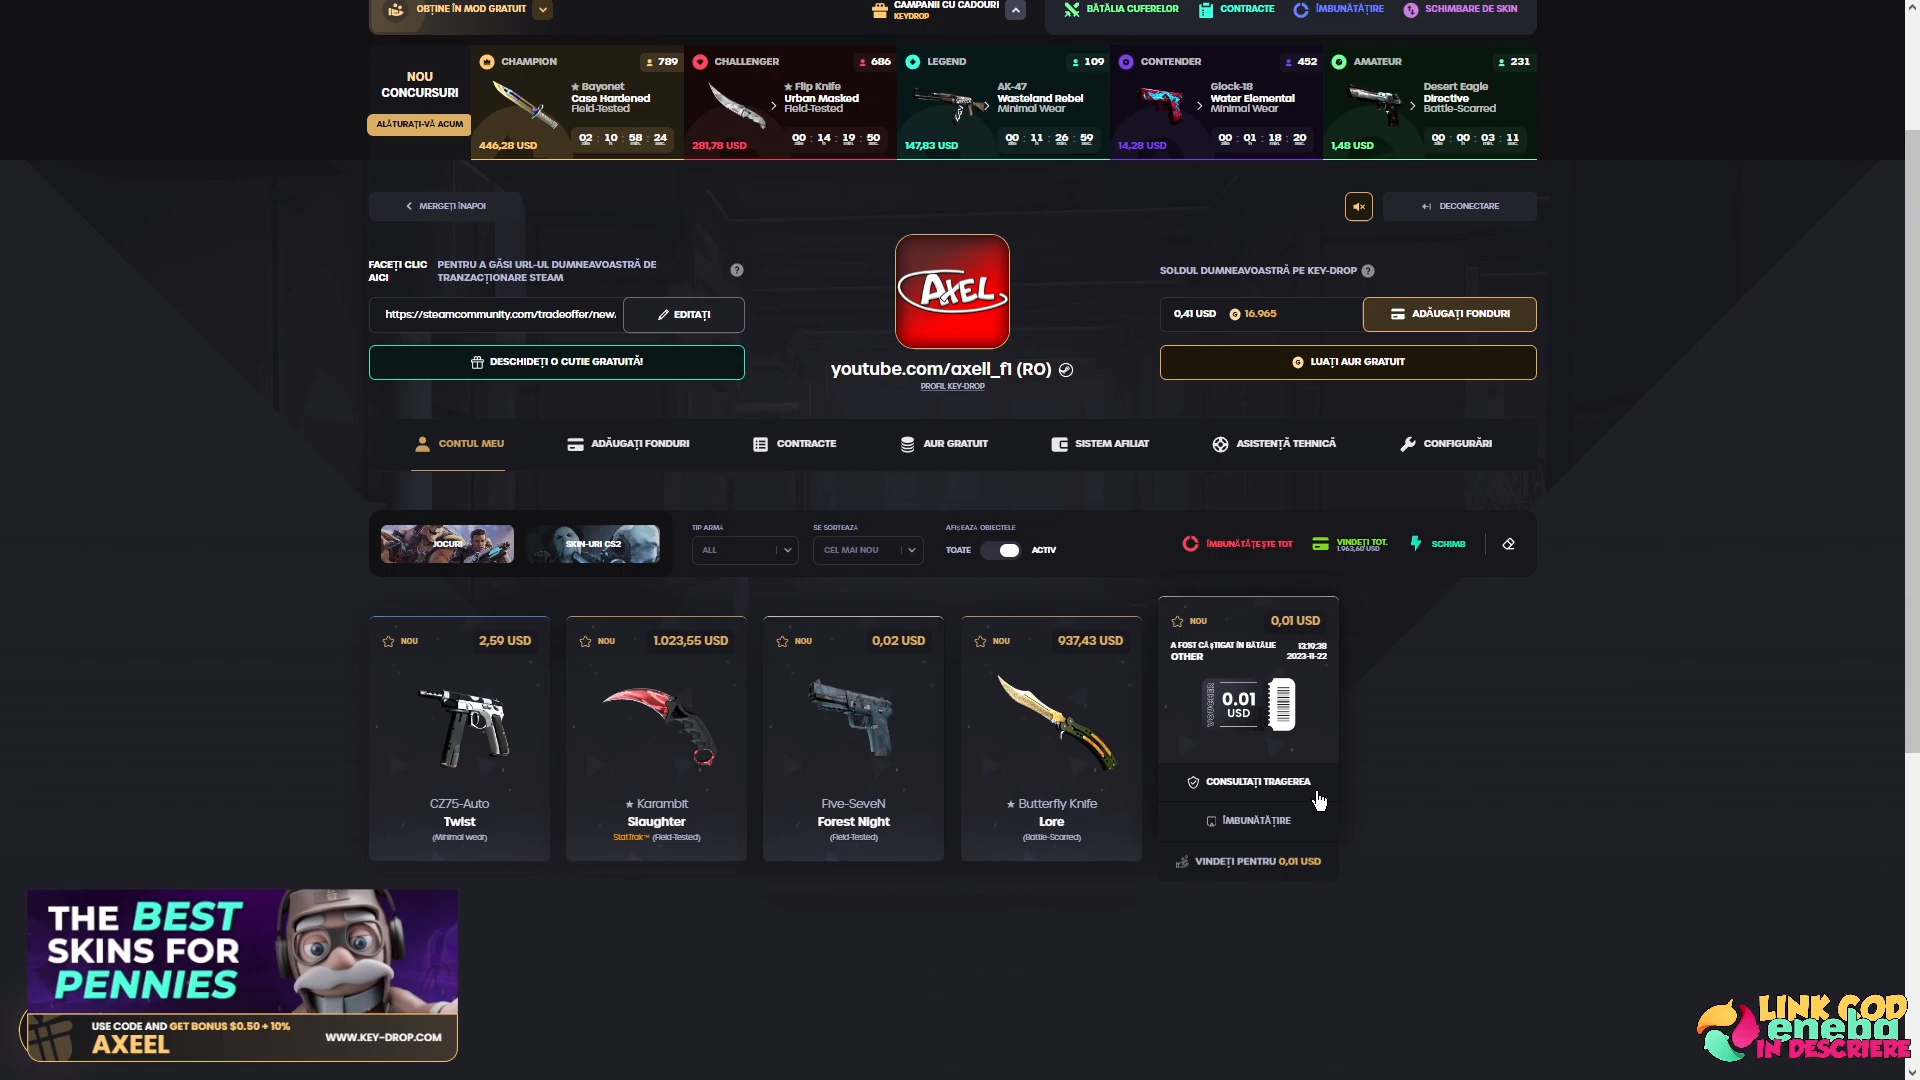 OBȚINE ÎN MOD GRATUIT
CAMPANII CU CADOURI
KEYDROP
BĂTĂLIA CUFERELOR
CONTRACTE
ÎMBUNĂTĂȚIRE
SCHIMBARE DE SKIN
NOU
CONCURSURI
ALĂTURAȚI-VĂ ACUM
CHAMPION
789
★ Bayonet
Case Hardened
Field-Tested
446,28 USD
02 : 10 : 58 : 24
CHALLENGER
686
★ Flip Knife
Urban Masked
Field-Tested
281,78 USD
00 : 14 : 19 : 50
LEGEND
109
AK-47
Wasteland Rebel
Minimal Wear
147,83 USD
00 : 11 : 26 : 59
CONTENDER
452
Glock-18
Water Elemental
Minimal Wear
14,28 USD
00 : 01 : 18 : 20
AMATEUR
231
Desert Eagle
Directive
Battle-Scarred
1,48 USD
00 : 00 : 03 : 11
MERGEȚI ÎNAPOI
DECONECTARE
FACEȚI CLIC AICI
PENTRU A GĂSI URL-UL DUMNEAVOASTRĂ DE
TRANZACȚIONARE STEAM
?
https://steamcommunity.com/tradeoffer/new
EDITAȚI
DESCHIDEȚI O CUTIE GRATUITĂ!
AXEL
youtube.com/axell_f1 (RO)
PROFIL KEY-DROP
SOLDUL DUMNEAVOASTRĂ PE KEY-DROP
?
0,41 USD
16.965
ADĂUGAȚI FONDURI
LUAȚI AUR GRATUIT
CONTUL MEU
ADĂUGAȚI FONDURI
CONTRACTE
AUR GRATUIT
SISTEM AFILIAT
ASISTENȚĂ TEHNICĂ
CONFIGURĂRI
JOCURI
SKIN-URI CS2
TIP ARMĂ
ALL
SE SORTEAZĂ
CEL MAI NOU
AFIȘEAZĂ OBIECTELE
TOATE
ACTIV
ÎMBUNĂTĂȚEȘTE TOT
VINDEȚI TOT.
1.963,60 USD
SCHIMB
NOU
2,59 USD
CZ75-Auto
Twist
(Minimal wear)
NOU
1.023,55 USD
★ Karambit
Slaughter
StatTrak™ (Field-Tested)
NOU
0,02 USD
Five-SeveN
Forest Night
(Field-Tested)
NOU
937,43 USD
★ Butterfly Knife
Lore
(Battle-Scarred)
NOU
0,01 USD
A FOST CÂȘTIGAT ÎN BĂTĂLIE
OTHER
13:19:38
2023-11-22
VOUCHER
0.01
USD
CONSULTAȚI TRAGEREA
ÎMBUNĂTĂȚIRE
VINDEȚI PENTRU 0,01 USD
THE BEST
SKINS FOR
PENNIES
USE CODE AND GET BONUS $0.50 + 10%
AXEEL
WWW.KEY-DROP.COM
LINK COD
eneba
IN DESCRIERE